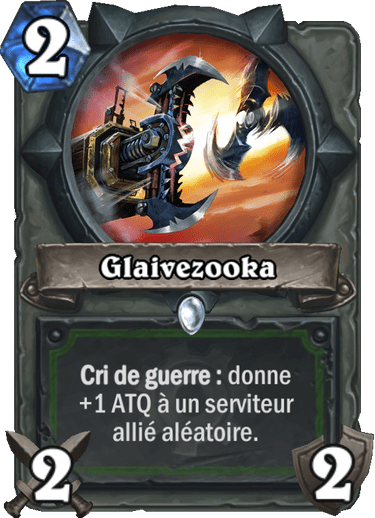 2
Glaivezooka
Cri de guerre : donne
+1 ATQ à un serviteur
allié aléatoire.
2 2